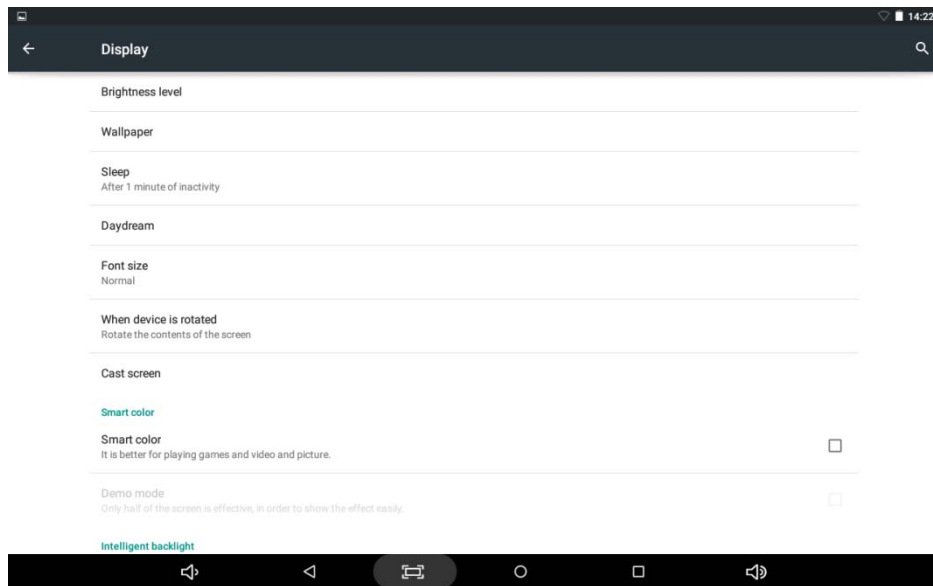 14:22
Display
Brightness level
Wallpaper
Sleep
After 1 minute of inactivity
Daydream
Font size
Normal
When device is rotated
Rotate the contents of the screen
Cast screen
Smart color
Smart color
It is better for playing games and video and picture.
Demo mode
Only half of the screen is effective, in order to show the effect easily.
Intelligent backlight